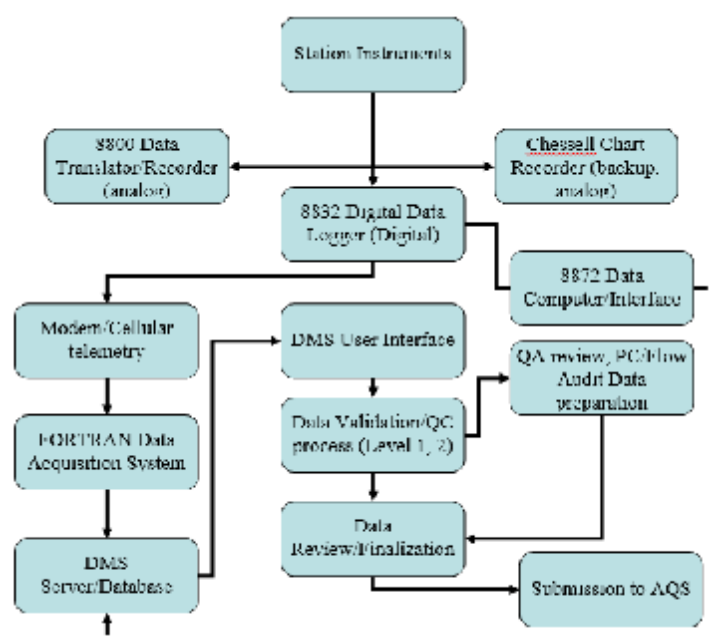 Station Instruments
8800 Data
Translator/Recorder
(analog)
Chessell Chart
Recorder (backup,
analog)
8832 Digital Data
Logger (Digital)
8872 Data
Computer/Interface
Modem/Cellular
telemetry
DMS User Interface
QA review, PC/Flow
Audit Data
preparation
FORTRAN Data
Acquisition System
Data Validation/QC
process (Level 1, 2)
Data
Review/Finalization
DMS
Server/Database
Submission to AQS